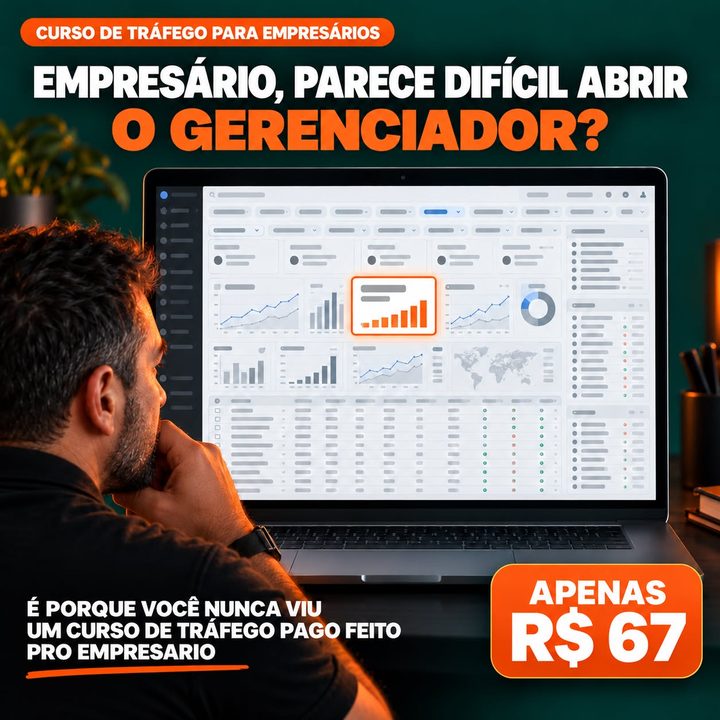 CURSO DE TRÁFEGO PARA EMPRESÁRIOS
EMPRESÁRIO, PARECE DIFÍCIL ABRIR
O GERENCIADOR?
É PORQUE VOCÊ NUNCA VIU
UM CURSO DE TRÁFEGO PAGO FEITO
PRO EMPRESARIO
APENAS
R$ 67